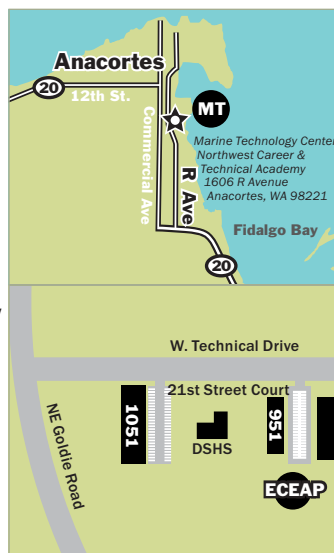 Anacortes
20
12th St.
MT
Commercial Ave
R Ave
Marine Technology Center
Northwest Career &
Technical Academy
1606 R Avenue
Anacortes, WA 98221
Fidalgo Bay
20
W. Technical Drive
21st Street Court
1051
951
DSHS
NE Goldie Road
ECEAP